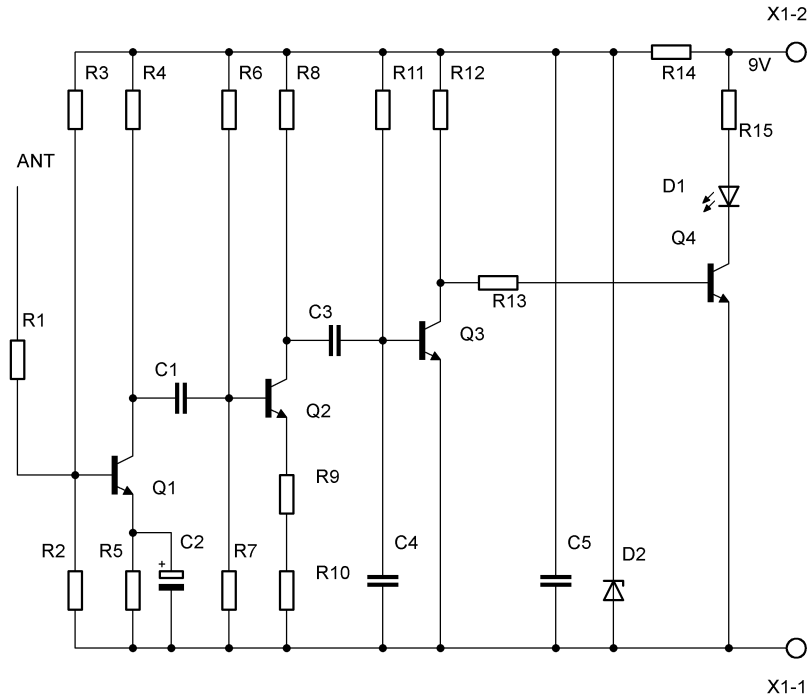 X1-2
R3 R4 R6 R8 R11 R12 R14 9V
R15
ANT
D1
Q4
R13
C3
R1
Q3
C1
Q2
R9
Q1
R2 R5 C2 R7 C4 C5 D2
+
R10
X1-1